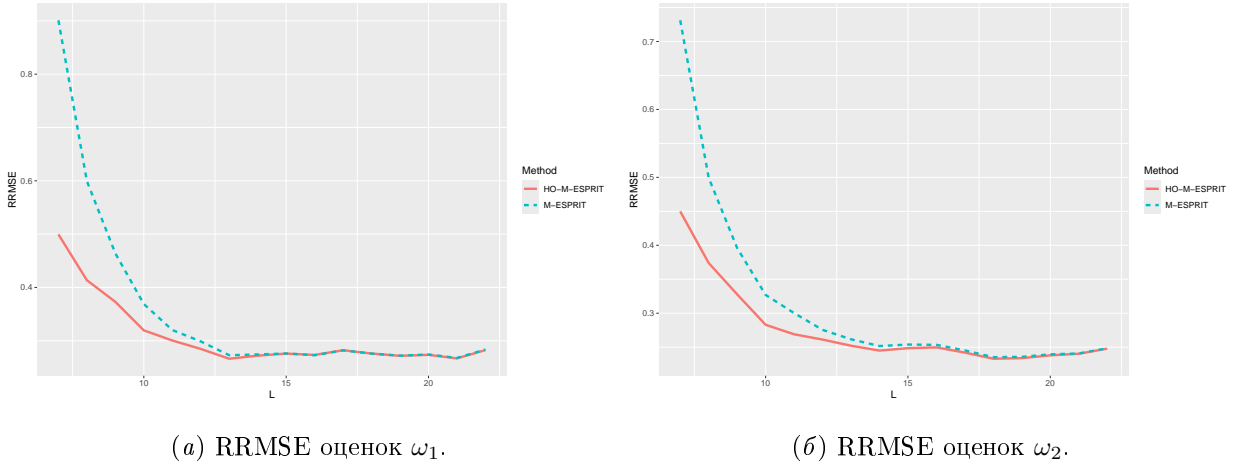 RRMSE
0.8
0.6
0.4
10
15
20
L
Method
HO−M−ESPRIT
M−ESPRIT
(а) RRMSE оценок ω₁.
RRMSE
0.7
0.6
0.5
0.4
0.3
10
15
20
L
Method
HO−M−ESPRIT
M−ESPRIT
(б) RRMSE оценок ω₂.